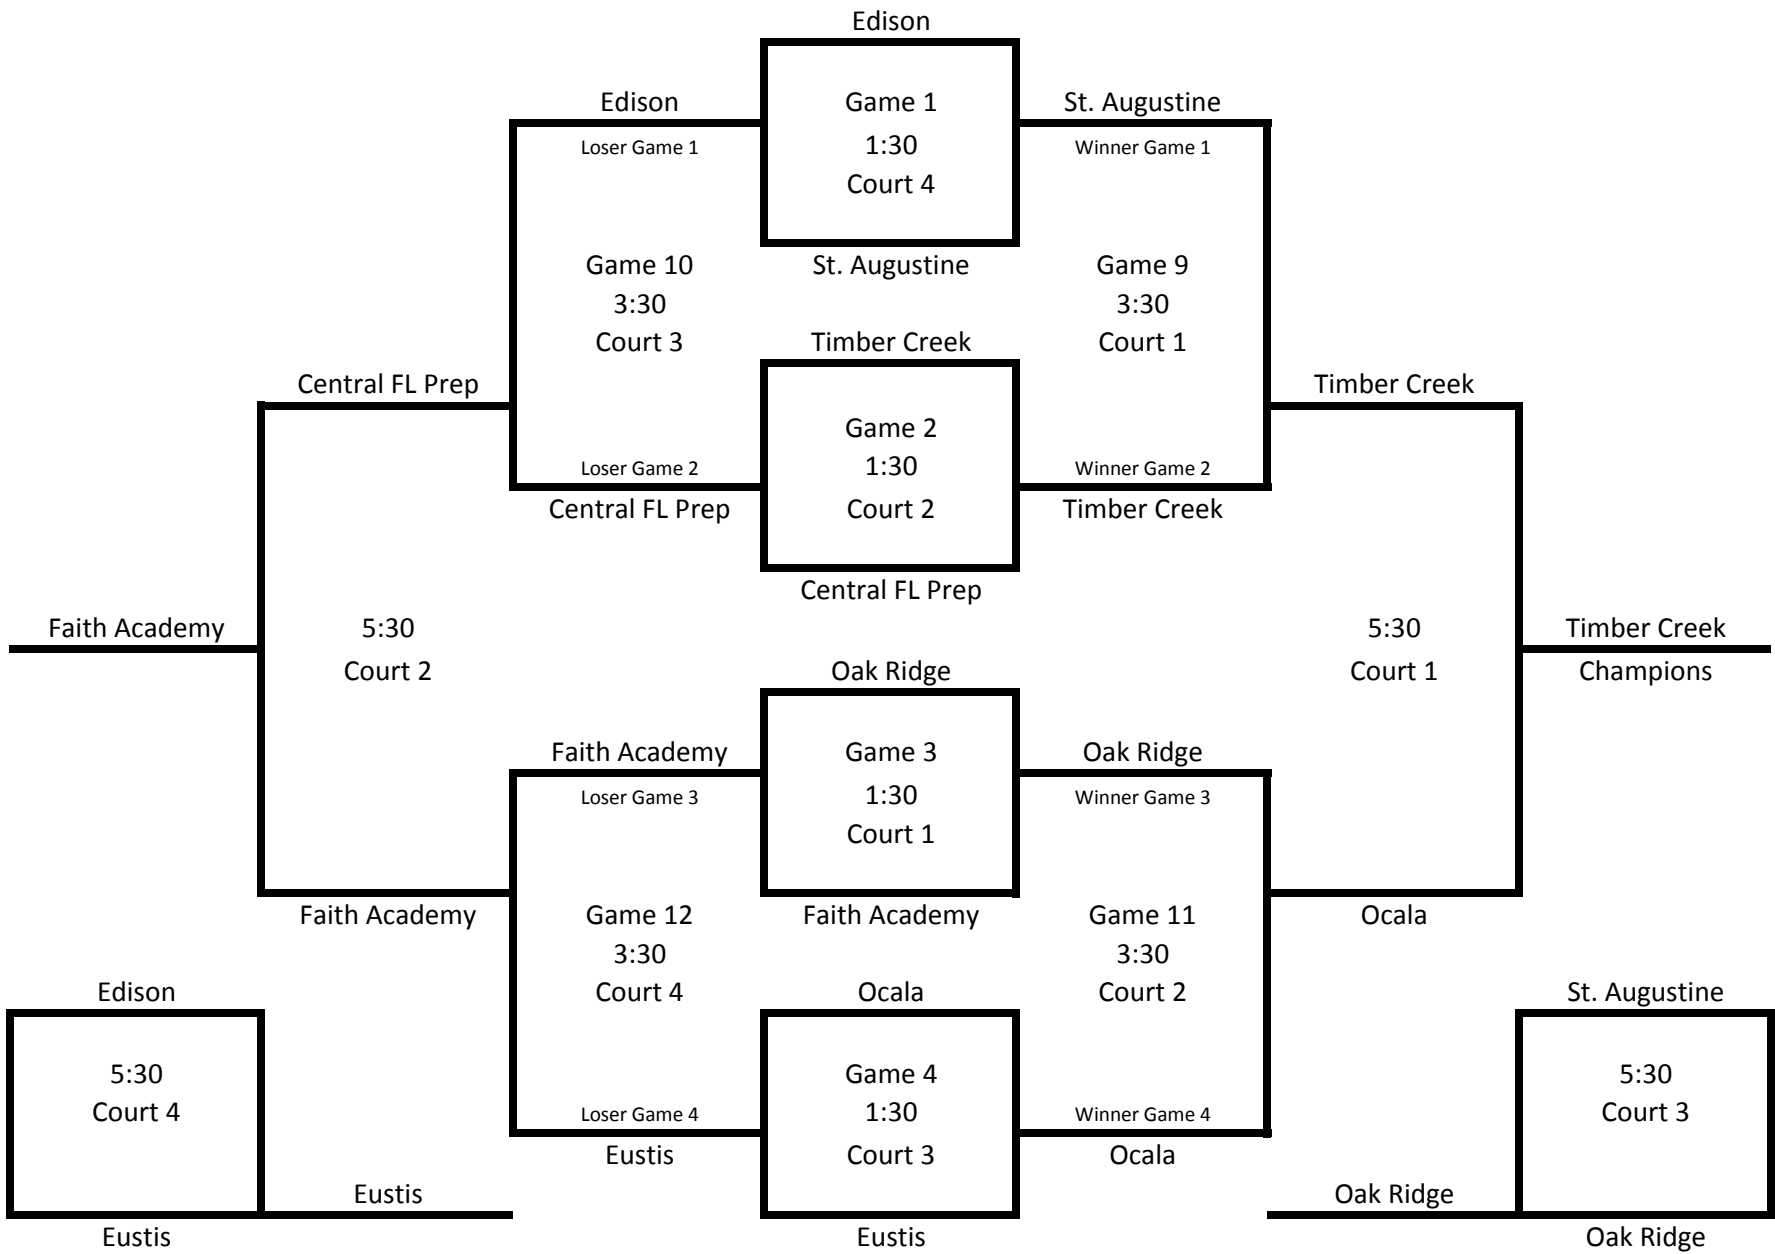 Edison
Edison
Game 1
St. Augustine
Loser Game 1
1:30
Winner Game 1
Court 4
Game 10
St. Augustine
Game 9
3:30
3:30
Court 3
Timber Creek
Court 1
Central FL Prep
Timber Creek
Game 2
Loser Game 2
1:30
Winner Game 2
Central FL Prep
Court 2
Timber Creek
Central FL Prep
Faith Academy
5:30
5:30
Timber Creek
Court 2
Oak Ridge
Court 1
Champions
Faith Academy
Game 3
Oak Ridge
Loser Game 3
1:30
Winner Game 3
Court 1
Faith Academy
Game 12
Faith Academy
Game 11
Ocala
3:30
3:30
Edison
Court 4
Ocala
Court 2
St. Augustine
5:30
Game 4
5:30
Court 4
Loser Game 4
1:30
Winner Game 4
Court 3
Eustis
Court 3
Ocala
Eustis
Oak Ridge
Eustis
Eustis
Oak Ridge